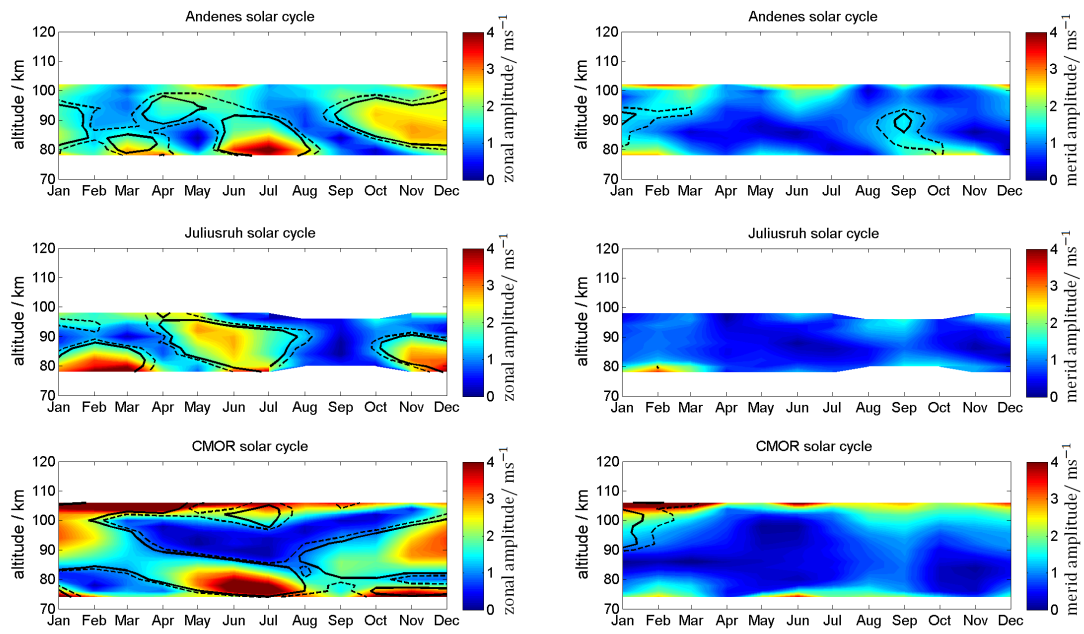 Andenes solar cycle
altitude / km
120
110
100
90
80
70
Jan Feb Mar Apr May Jun Jul Aug Sep Oct Nov Dec
4
3
2
1
0
zonal amplitude/ ms−1
Andenes solar cycle
altitude / km
120
110
100
90
80
70
Jan Feb Mar Apr May Jun Jul Aug Sep Oct Nov Dec
4
3
2
1
0
merid amplitude/ ms−1
Juliusruh solar cycle
altitude / km
120
110
100
90
80
70
Jan Feb Mar Apr May Jun Jul Aug Sep Oct Nov Dec
4
3
2
1
0
zonal amplitude/ ms−1
Juliusruh solar cycle
altitude / km
120
110
100
90
80
70
Jan Feb Mar Apr May Jun Jul Aug Sep Oct Nov Dec
4
3
2
1
0
merid amplitude/ ms−1
CMOR solar cycle
altitude / km
120
110
100
90
80
70
Jan Feb Mar Apr May Jun Jul Aug Sep Oct Nov Dec
4
3
2
1
0
zonal amplitude/ ms−1
CMOR solar cycle
altitude / km
120
110
100
90
80
70
Jan Feb Mar Apr May Jun Jul Aug Sep Oct Nov Dec
4
3
2
1
0
merid amplitude/ ms−1